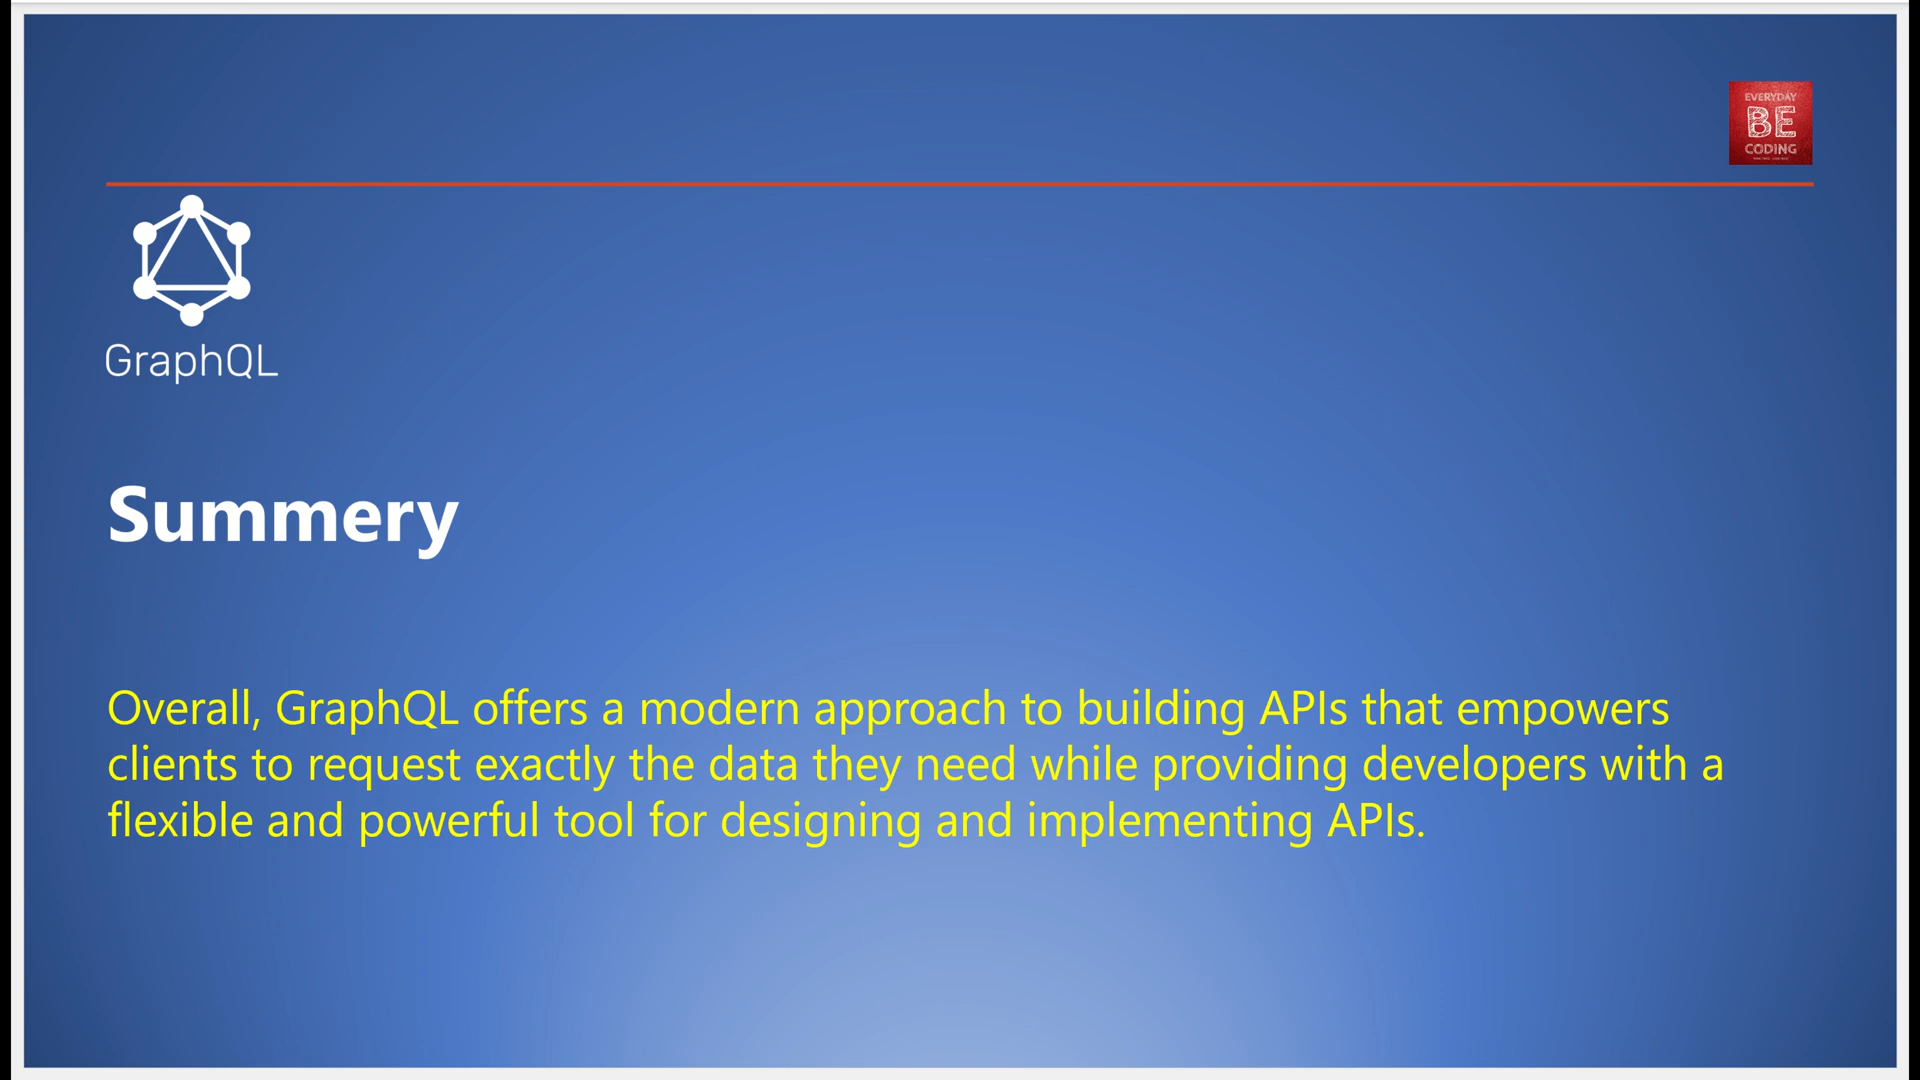 EVERYDAY
BE
CODING
GraphQL
Summery
Overall, GraphQL offers a modern approach to building APIs that empowers
clients to request exactly the data they need while providing developers with a
flexible and powerful tool for designing and implementing APIs.